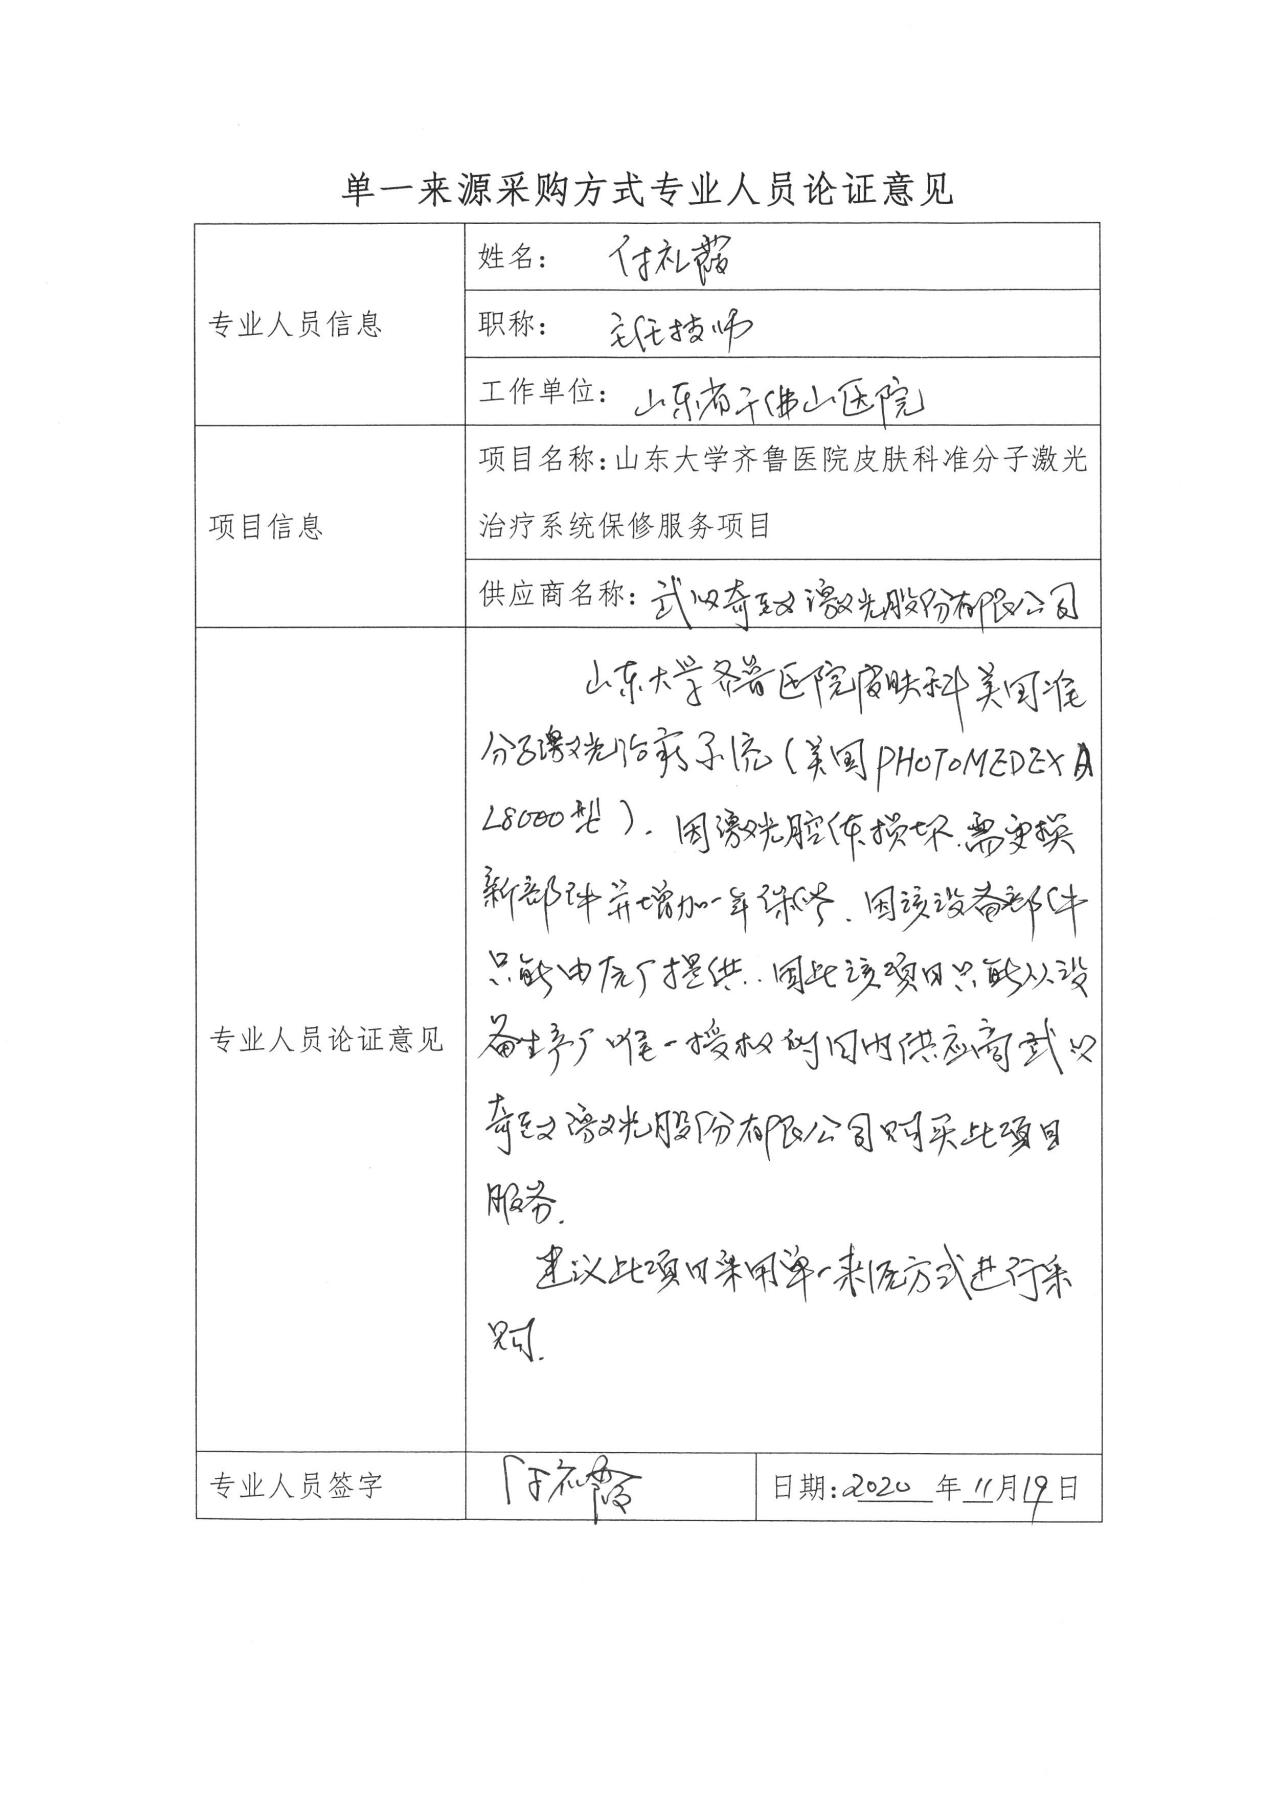 单一来源采购方式专业人员论证意见
专业人员信息
姓名： 付礼霞
职称： 主任技师
工作单位： 山东省千佛山医院
项目信息
项目名称:山东大学齐鲁医院皮肤科准分子激光
治疗系统保修服务项目
供应商名称: 武汉奇致激光股份有限公司
专业人员论证意见
山东大学齐鲁医院皮肤科美国准
分子激光治疗系统(美国PHOTOMEDEX
L8000型)．因激光腔体损坏.需更换
新部件并增加一年保修．因该设备部件
只能由原厂提供．因此该项目只能从设
备生产厂唯一授权的国内供应商武汉
奇致激光股份有限公司购买此项目
服务．
建议此项目采用单一来源方式进行采
购．
专业人员签字
付礼霞
日期: 2020 年 11 月 19 日